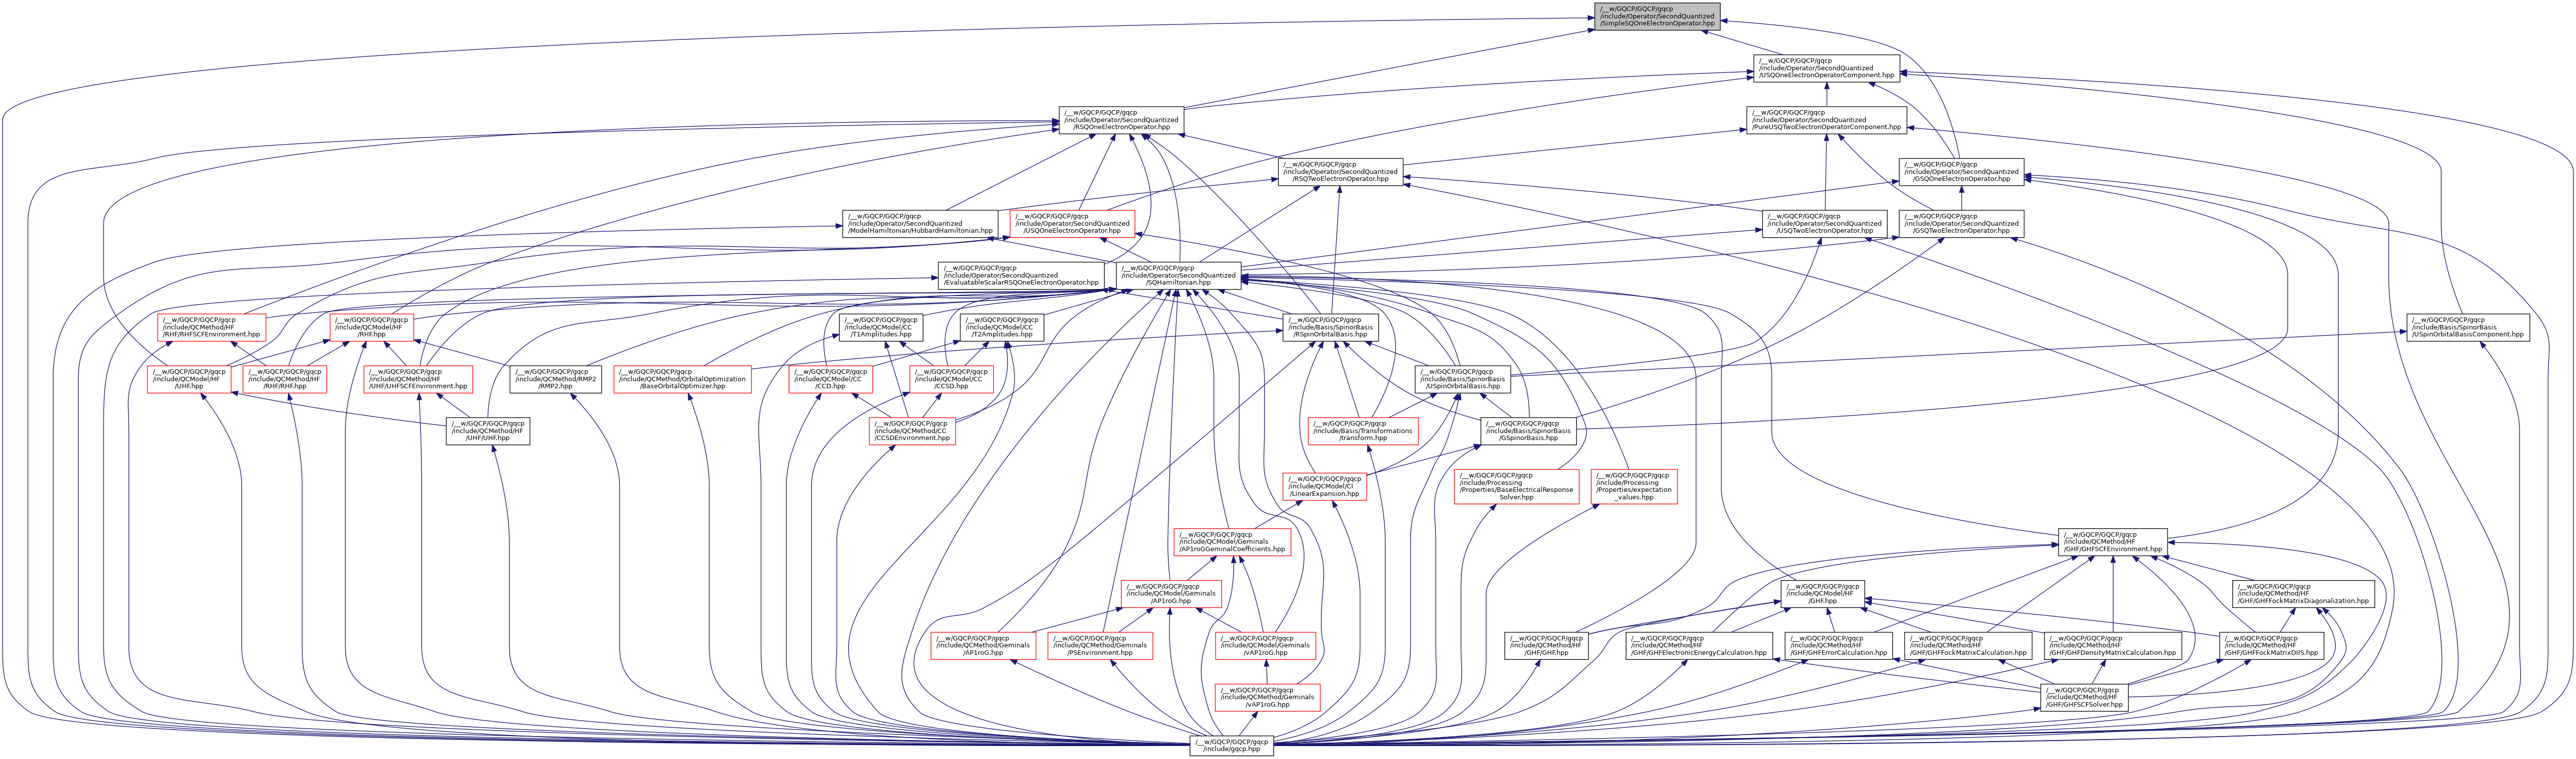 /__w/GQCP/GQCP/gqcp
/include/Operator/SecondQuantized
/SimpleSQOneElectronOperator.hpp
/__w/GQCP/GQCP/gqcp
/include/Operator/SecondQuantized
/USQOneElectronOperatorComponent.hpp
/__w/GQCP/GQCP/gqcp
/include/Operator/SecondQuantized
/RSQOneElectronOperator.hpp
/__w/GQCP/GQCP/gqcp
/include/Operator/SecondQuantized
/PureUSQTwoElectronOperatorComponent.hpp
/__w/GQCP/GQCP/gqcp
/include/Operator/SecondQuantized
/RSQTwoElectronOperator.hpp
/__w/GQCP/GQCP/gqcp
/include/Operator/SecondQuantized
/GSQOneElectronOperator.hpp
/__w/GQCP/GQCP/gqcp
/include/Operator/SecondQuantized
/ModelHamiltonian/HubbardHamiltonian.hpp
/__w/GQCP/GQCP/gqcp
/include/Operator/SecondQuantized
/USQOneElectronOperator.hpp
/__w/GQCP/GQCP/gqcp
/include/Operator/SecondQuantized
/USQTwoElectronOperator.hpp
/__w/GQCP/GQCP/gqcp
/include/Operator/SecondQuantized
/GSQTwoElectronOperator.hpp
/__w/GQCP/GQCP/gqcp
/include/Operator/SecondQuantized
/EvaluatableScalarRSQOneElectronOperator.hpp
/__w/GQCP/GQCP/gqcp
/include/Operator/SecondQuantized
/SQHamiltonian.hpp
/__w/GQCP/GQCP/gqcp
/include/QCMethod/HF
/RHF/RHFSCFEnvironment.hpp
/__w/GQCP/GQCP/gqcp
/include/QCModel/HF
/RHF.hpp
/__w/GQCP/GQCP/gqcp
/include/QCModel/CC
/T1Amplitudes.hpp
/__w/GQCP/GQCP/gqcp
/include/QCModel/CC
/T2Amplitudes.hpp
/__w/GQCP/GQCP/gqcp
/include/Basis/SpinorBasis
/RSpinOrbitalBasis.hpp
/__w/GQCP/GQCP/gqcp
/include/Basis/SpinorBasis
/USpinOrbitalBasisComponent.hpp
/__w/GQCP/GQCP/gqcp
/include/QCModel/HF
/UHF.hpp
/__w/GQCP/GQCP/gqcp
/include/QCMethod/HF
/RHF/RHF.hpp
/__w/GQCP/GQCP/gqcp
/include/QCMethod/HF
/UHF/UHFSCFEnvironment.hpp
/__w/GQCP/GQCP/gqcp
/include/QCMethod/RMP2
/RMP2.hpp
/__w/GQCP/GQCP/gqcp
/include/QCMethod/OrbitalOptimization
/BaseOrbitalOptimizer.hpp
/__w/GQCP/GQCP/gqcp
/include/QCModel/CC
/CCD.hpp
/__w/GQCP/GQCP/gqcp
/include/QCModel/CC
/CCSD.hpp
/__w/GQCP/GQCP/gqcp
/include/Basis/SpinorBasis
/USpinOrbitalBasis.hpp
/__w/GQCP/GQCP/gqcp
/include/QCMethod/HF
/UHF/UHF.hpp
/__w/GQCP/GQCP/gqcp
/include/QCMethod/CC
/CCSDEnvironment.hpp
/__w/GQCP/GQCP/gqcp
/include/Basis/Transformations
/transform.hpp
/__w/GQCP/GQCP/gqcp
/include/Basis/SpinorBasis
/GSpinorBasis.hpp
/__w/GQCP/GQCP/gqcp
/include/QCModel/CI
/LinearExpansion.hpp
/__w/GQCP/GQCP/gqcp
/include/Processing
/Properties/BaseElectricalResponse
Solver.hpp
/__w/GQCP/GQCP/gqcp
/include/Processing
/Properties/expectation
_values.hpp
/__w/GQCP/GQCP/gqcp
/include/QCModel/Geminals
/AP1roGGeminalCoefficients.hpp
/__w/GQCP/GQCP/gqcp
/include/QCMethod/HF
/GHF/GHFSCFEnvironment.hpp
/__w/GQCP/GQCP/gqcp
/include/QCModel/Geminals
/AP1roG.hpp
/__w/GQCP/GQCP/gqcp
/include/QCModel/HF
/GHF.hpp
/__w/GQCP/GQCP/gqcp
/include/QCMethod/HF
/GHF/GHFFockMatrixDiagonalization.hpp
/__w/GQCP/GQCP/gqcp
/include/QCMethod/Geminals
/AP1roG.hpp
/__w/GQCP/GQCP/gqcp
/include/QCMethod/Geminals
/PSEnvironment.hpp
/__w/GQCP/GQCP/gqcp
/include/QCModel/Geminals
/vAP1roG.hpp
/__w/GQCP/GQCP/gqcp
/include/QCMethod/HF
/GHF/GHF.hpp
/__w/GQCP/GQCP/gqcp
/include/QCMethod/HF
/GHF/GHFElectronicEnergyCalculation.hpp
/__w/GQCP/GQCP/gqcp
/include/QCMethod/HF
/GHF/GHFErrorCalculation.hpp
/__w/GQCP/GQCP/gqcp
/include/QCMethod/HF
/GHF/GHFFockMatrixCalculation.hpp
/__w/GQCP/GQCP/gqcp
/include/QCMethod/HF
/GHF/GHFDensityMatrixCalculation.hpp
/__w/GQCP/GQCP/gqcp
/include/QCMethod/HF
/GHF/GHFFockMatrixDIIS.hpp
/__w/GQCP/GQCP/gqcp
/include/QCMethod/Geminals
/vAP1roG.hpp
/__w/GQCP/GQCP/gqcp
/include/QCMethod/HF
/GHF/GHFSCFSolver.hpp
/__w/GQCP/GQCP/gqcp
/include/gqcp.hpp